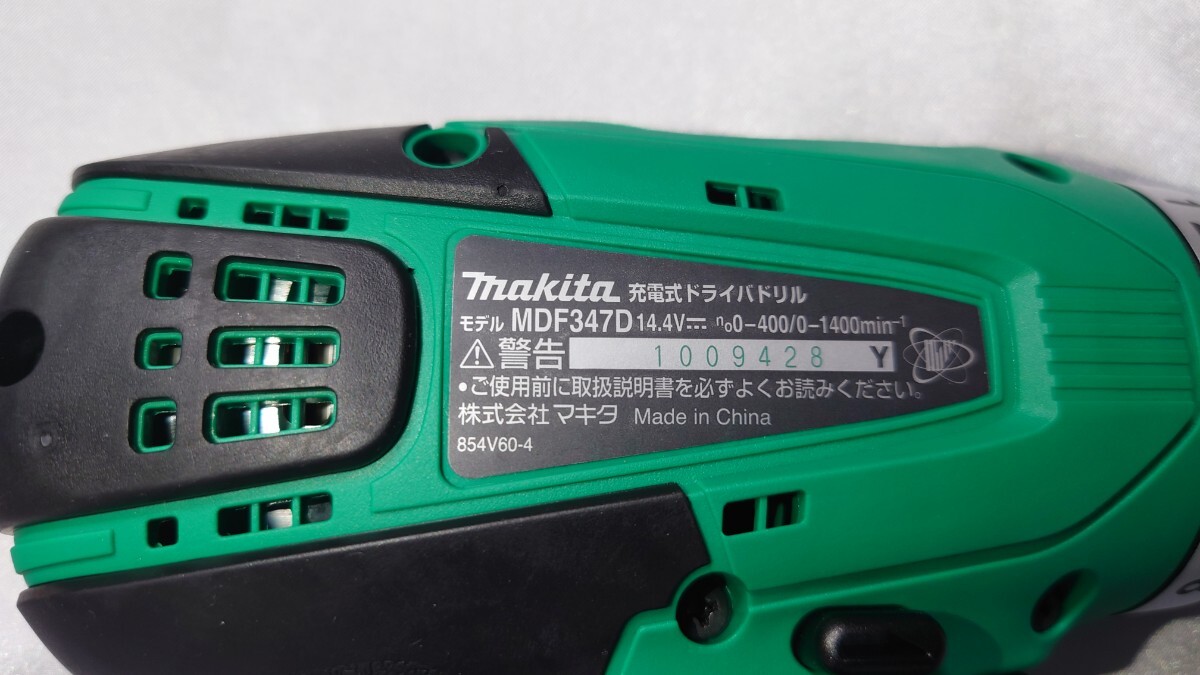 makita 充電式ドライバドリル
モデル MDF347D 14.4V⎓ n₀0-400/0-1400min⁻¹
⚠警告 1009428 Y
•ご使用前に取扱説明書を必ずよくお読みください。
株式会社 マキタ Made in China
854V60-4